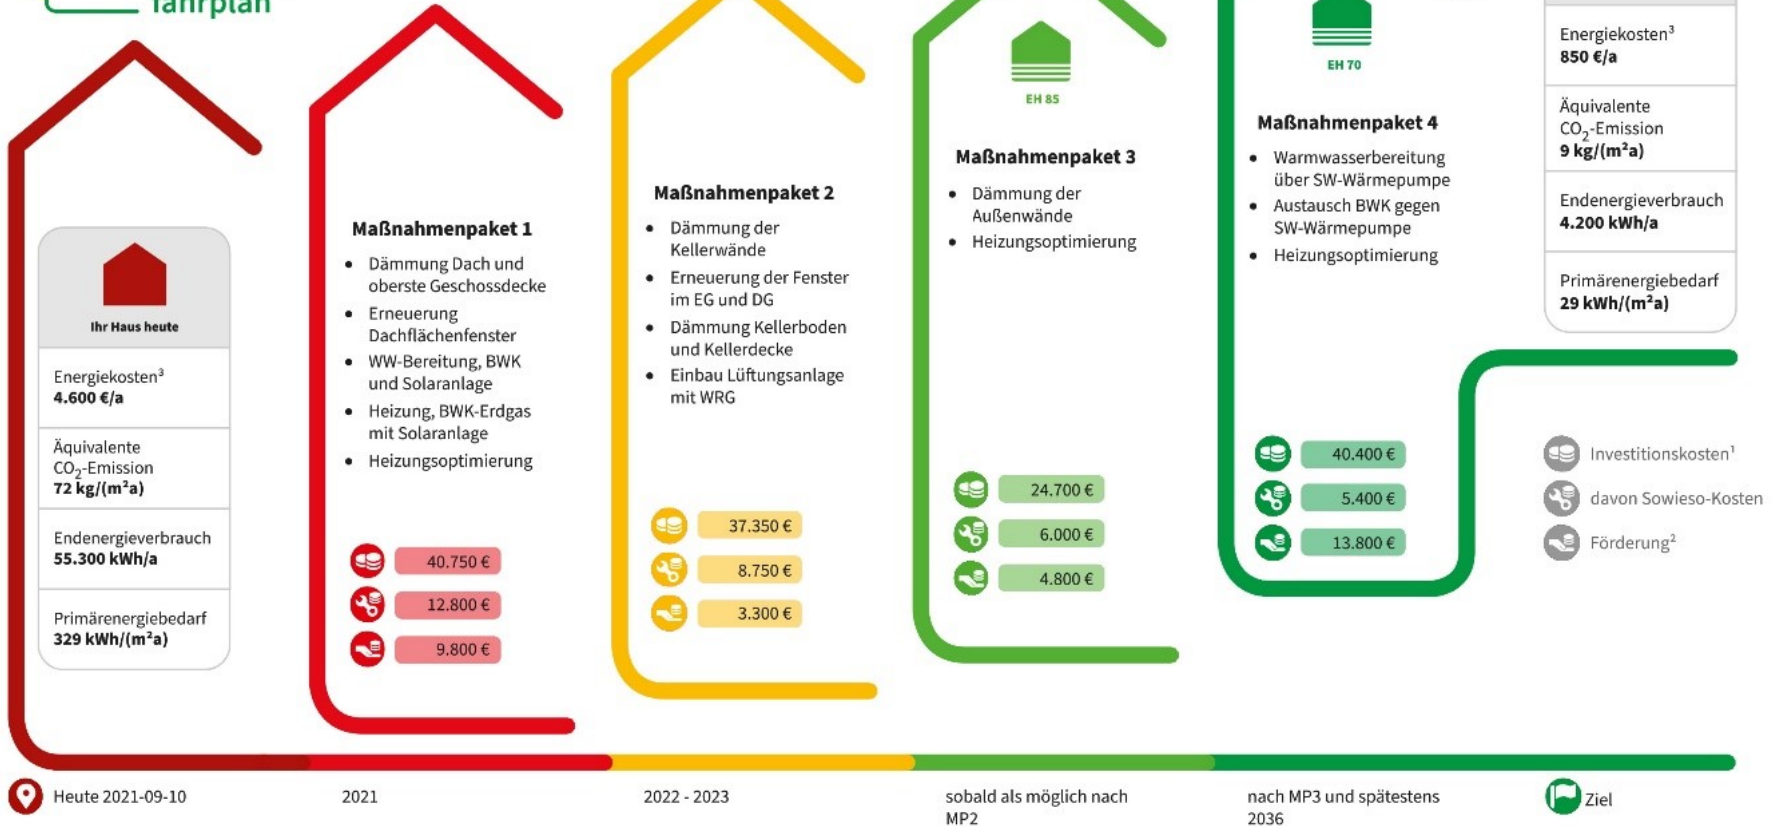 fahrplan
Ihr Haus heute
Energiekosten³
4.600 €/a
Äquivalente
CO₂-Emission
72 kg/(m²a)
Endenergieverbrauch
55.300 kWh/a
Primärenergiebedarf
329 kWh/(m²a)
Maßnahmenpaket 1
• Dämmung Dach und
oberste Geschossdecke
• Erneuerung
Dachflächenfenster
• WW-Bereitung, BWK
und Solaranlage
• Heizung, BWK-Erdgas
mit Solaranlage
• Heizungsoptimierung
40.750 €
12.800 €
9.800 €
Maßnahmenpaket 2
• Dämmung der
Kellerwände
• Erneuerung der Fenster
im EG und DG
• Dämmung Kellerboden
und Kellerdecke
• Einbau Lüftungsanlage
mit WRG
37.350 €
8.750 €
3.300 €
EH 85
Maßnahmenpaket 3
• Dämmung der
Außenwände
• Heizungsoptimierung
24.700 €
6.000 €
4.800 €
EH 70
Maßnahmenpaket 4
• Warmwasserbereitung
über SW-Wärmepumpe
• Austausch BWK gegen
SW-Wärmepumpe
• Heizungsoptimierung
40.400 €
5.400 €
13.800 €
Energiekosten³
850 €/a
Äquivalente
CO₂-Emission
9 kg/(m²a)
Endenergieverbrauch
4.200 kWh/a
Primärenergiebedarf
29 kWh/(m²a)
Investitionskosten¹
davon Sowieso-Kosten
Förderung²
Heute 2021-09-10
2021
2022 - 2023
sobald als möglich nach
MP2
nach MP3 und spätestens
2036
Ziel